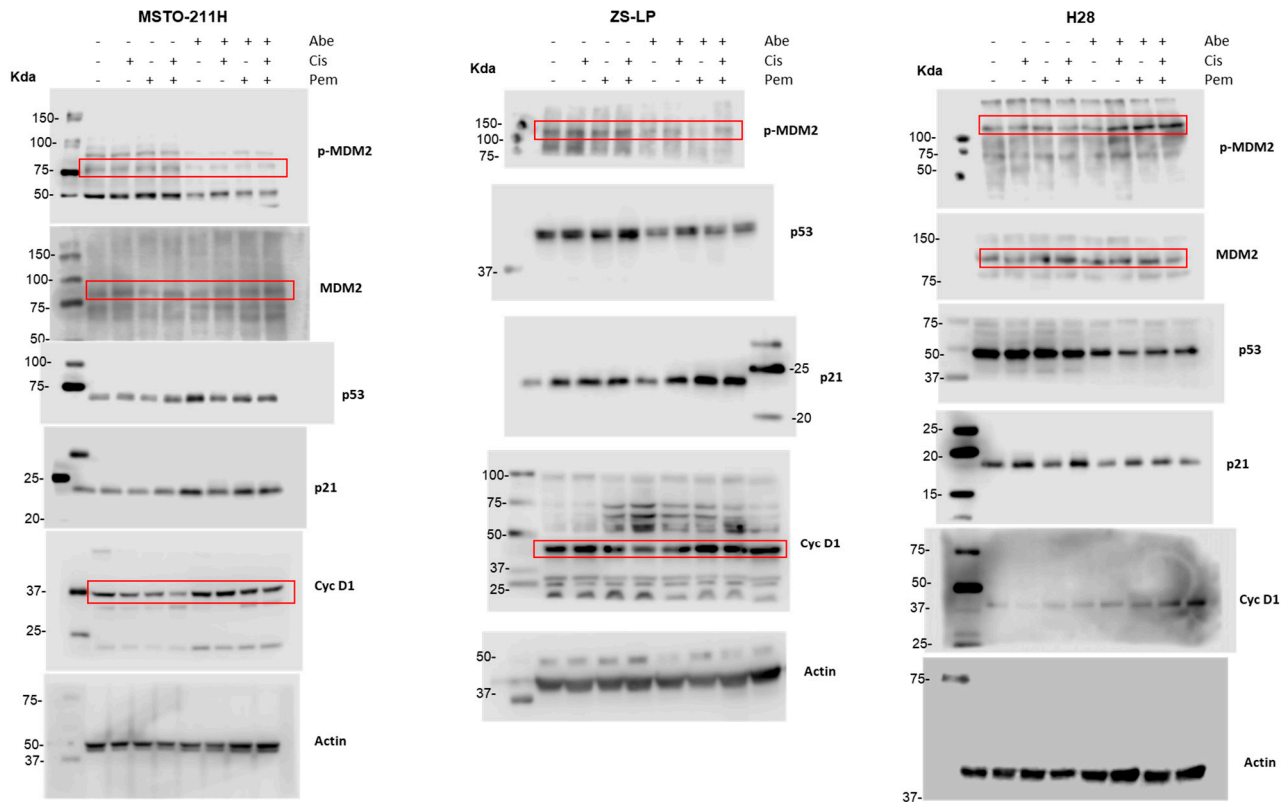 MSTO-211H
- - - - + + + + Abe
- + - + - + - + Cis
Kda - - + + - - + + Pem
150-
100-
75-
50-
p-MDM2
150-
100-
75-
50-
MDM2
100-
75-
p53
25-
20-
p21
37-
25-
Cyc D1
75-
50-
37-
Actin
ZS-LP
- - - - + + + + Abe
- + - + - + - + Cis
Kda - - + + - - + + Pem
150-
100-
75-
p-MDM2
37-
p53
-25
-20
p21
100-
75-
50-
37-
25-
Cyc D1
50-
37-
Actin
H28
- - - - + + + + Abe
- + - + - + - + Cis
Kda - - + + - - + + Pem
100-
75-
50-
p-MDM2
150-
75-
MDM2
75-
50-
37-
p53
25-
20-
15-
p21
75-
50-
37-
25-
Cyc D1
75-
37-
Actin